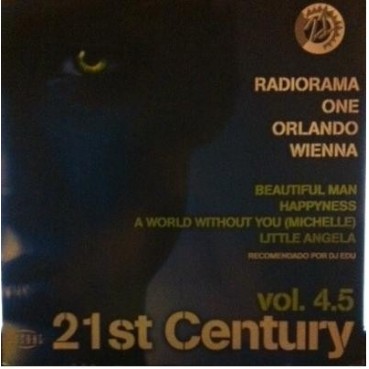 RADIORAMA
ONE
ORLANDO
WIENNA
BEAUTIFUL MAN
HAPPYNESS
A WORLD WITHOUT YOU (MICHELLE)
LITTLE ANGELA
RECOMENDADO POR DJ EDU
vol. 4.5
21st Century